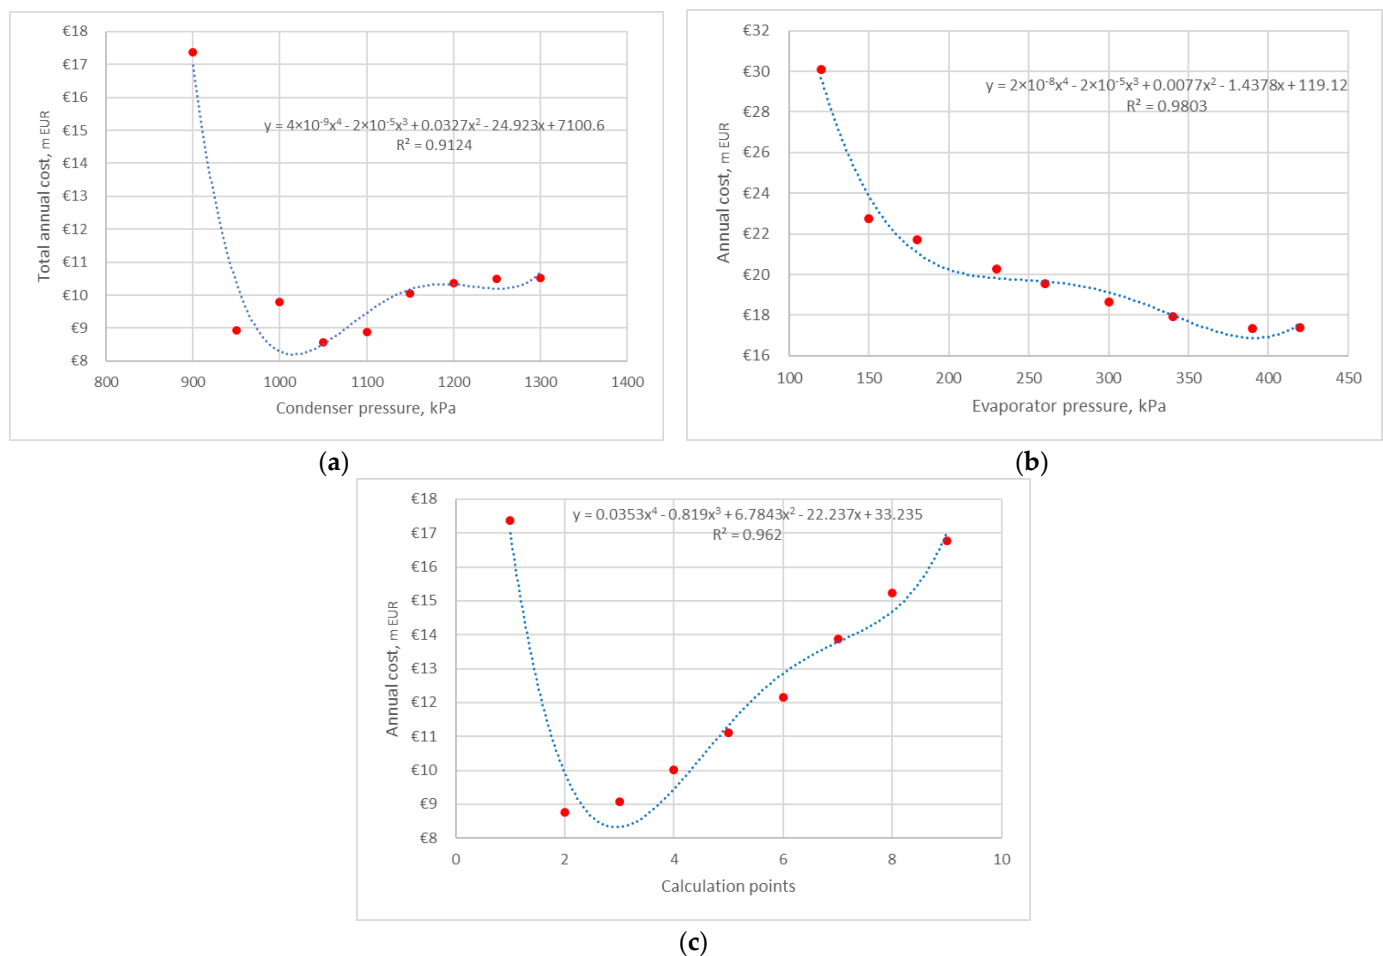 €18
€17
€16
€15
€14
€13
€12
€11
€10
€9
€8
Total annual cost, m EUR
y = 4×10⁻⁹x⁴ - 2×10⁻⁵x³ + 0.0327x² - 24.923x + 7100.6
R² = 0.9124
800 900 1000 1100 1200 1300 1400
Condenser pressure, kPa
(a)
€32
€30
€28
€26
€24
€22
€20
€18
€16
Annual cost, m EUR
y = 2×10⁻⁸x⁴ - 2×10⁻⁵x³ + 0.0077x² - 1.4378x + 119.12
R² = 0.9803
100 150 200 250 300 350 400 450
Evaporator pressure, kPa
(b)
€18
€17
€16
€15
€14
€13
€12
€11
€10
€9
€8
Annual cost, m EUR
y = 0.0353x⁴ - 0.819x³ + 6.7843x² - 22.237x + 33.235
R² = 0.962
0 2 4 6 8 10
Calculation points
(c)